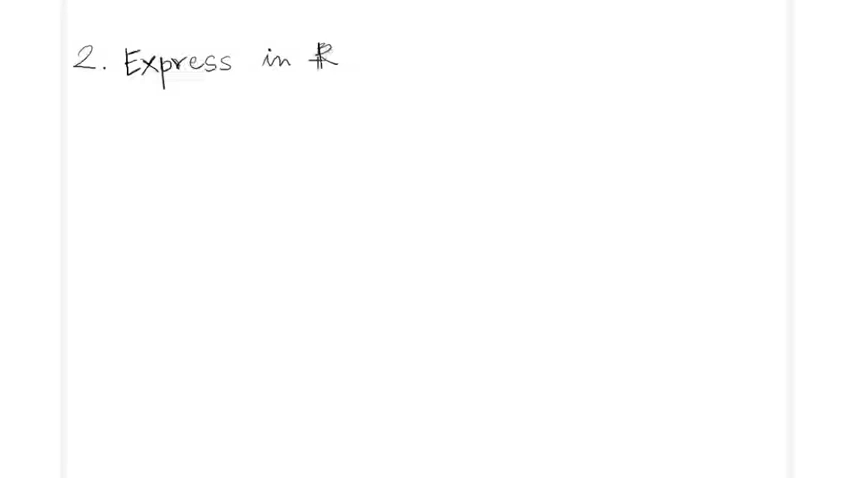 2. Express in ₹